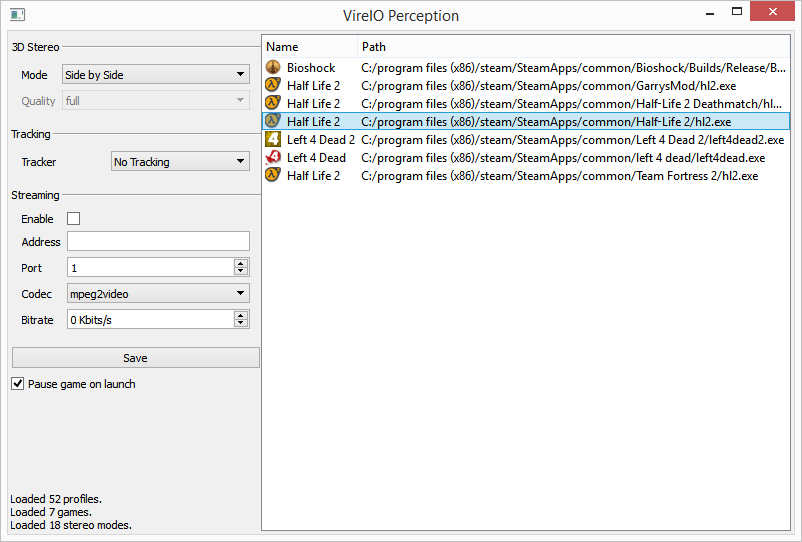 VireIO Perception
3D Stereo
Mode Side by Side
Quality full
Tracking
Tracker No Tracking
Streaming
Enable
Address
Port 1
Codec mpeg2video
Bitrate 0 Kbits/s
Save
Pause game on launch
Loaded 52 profiles.
Loaded 7 games.
Loaded 18 stereo modes.
Name Path
Bioshock C:/program files (x86)/steam/SteamApps/common/Bioshock/Builds/Release/B...
Half Life 2 C:/program files (x86)/steam/SteamApps/common/GarrysMod/hl2.exe
Half Life 2 C:/program files (x86)/steam/SteamApps/common/Half-Life 2 Deathmatch/hl...
Half Life 2 C:/program files (x86)/steam/SteamApps/common/Half-Life 2/hl2.exe
Left 4 Dead 2 C:/program files (x86)/steam/SteamApps/common/Left 4 Dead 2/left4dead2.exe
Left 4 Dead C:/program files (x86)/steam/SteamApps/common/left 4 dead/left4dead.exe
Half Life 2 C:/program files (x86)/steam/SteamApps/common/Team Fortress 2/hl2.exe